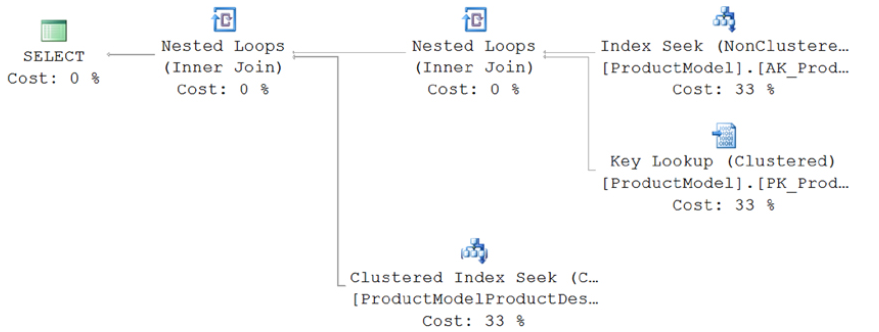 SELECT
Cost: 0 %
Nested Loops
(Inner Join)
Cost: 0 %
Nested Loops
(Inner Join)
Cost: 0 %
Index Seek (NonClustere…
[ProductModel].[AK_Prod…
Cost: 33 %
Key Lookup (Clustered)
[ProductModel].[PK_Prod…
Cost: 33 %
Clustered Index Seek (C…
[ProductModelProductDes…
Cost: 33 %